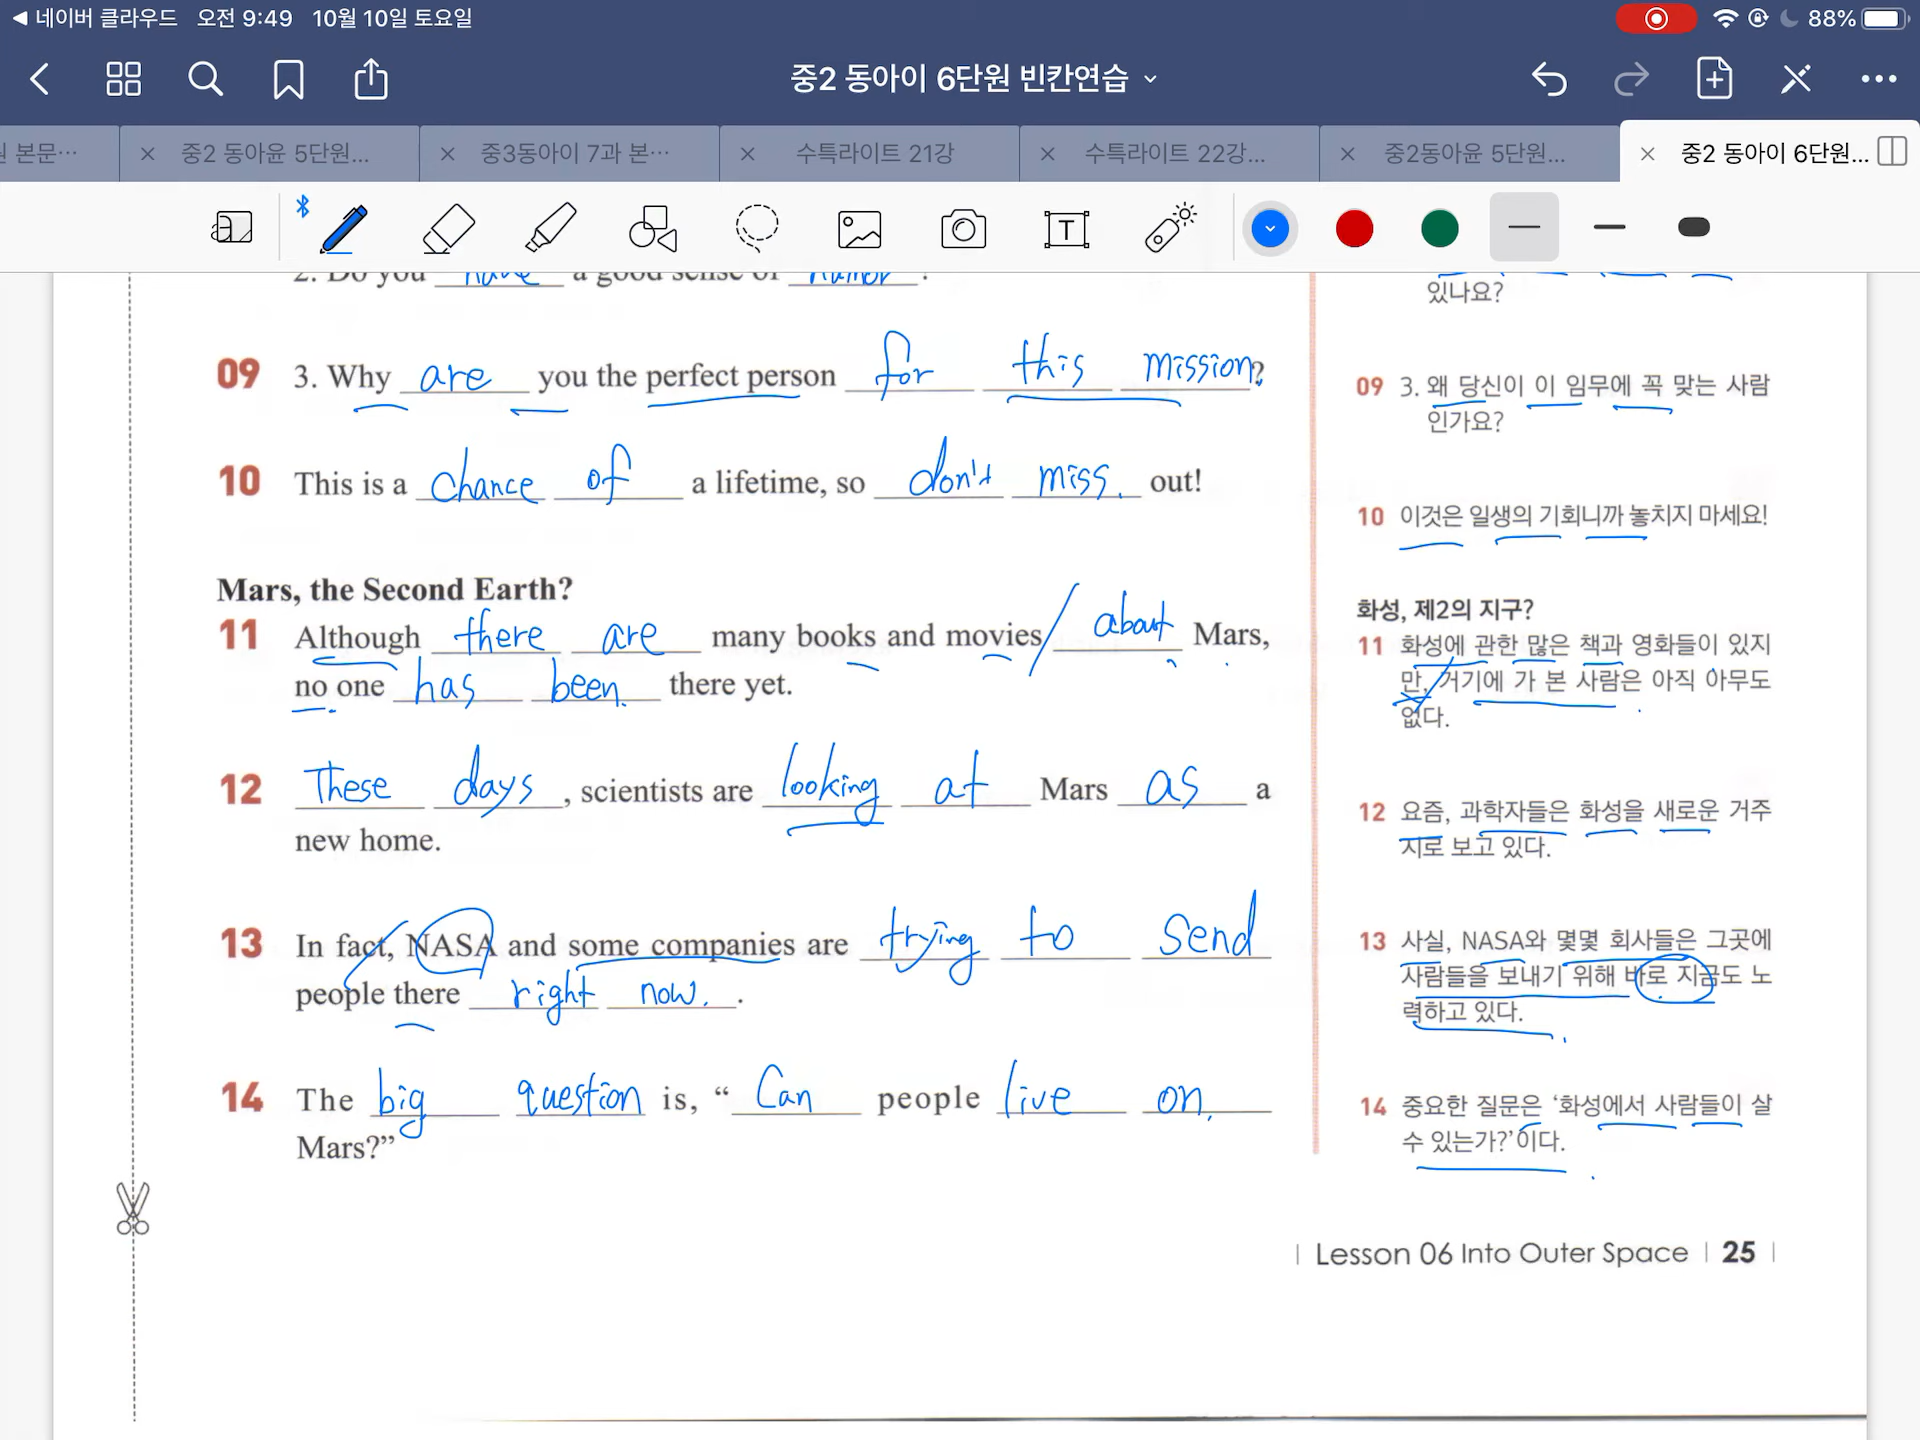 ◀ 네이버 클라우드 오전 9:49 10월 10일 토요일 88%
중2 동아이 6단원 빈칸연습
원 본문… × 중2 동아윤 5단원... × 중3동아이 7과 본… × 수특라이트 21강 × 수특라이트 22강... × 중2동아윤 5단원... × 중2 동아이 6단원...
2. Do you have a good sense of humor ?
09 3. Why are you the perfect person for this mission?
10 This is a chance of a lifetime, so don't miss. out!
Mars, the Second Earth?
11 Although there are many books and movies / about Mars,
no one has been. there yet.
12 These days, scientists are looking at Mars as a
new home.
13 In fact, NASA and some companies are trying to send
people there right now. .
14 The big question is, “ Can people live on.
Mars?”
있나요?
09 3. 왜 당신이 이 임무에 꼭 맞는 사람
인가요?
10 이것은 일생의 기회니까 놓치지 마세요!
화성, 제2의 지구?
11 화성에 관한 많은 책과 영화들이 있지
만, 거기에 가 본 사람은 아직 아무도
없다.
12 요즘, 과학자들은 화성을 새로운 거주
지로 보고 있다.
13 사실, NASA와 몇몇 회사들은 그곳에
사람들을 보내기 위해 바로 지금도 노
력하고 있다.
14 중요한 질문은 ‘화성에서 사람들이 살
수 있는가?’이다.
Lesson 06 Into Outer Space | 25